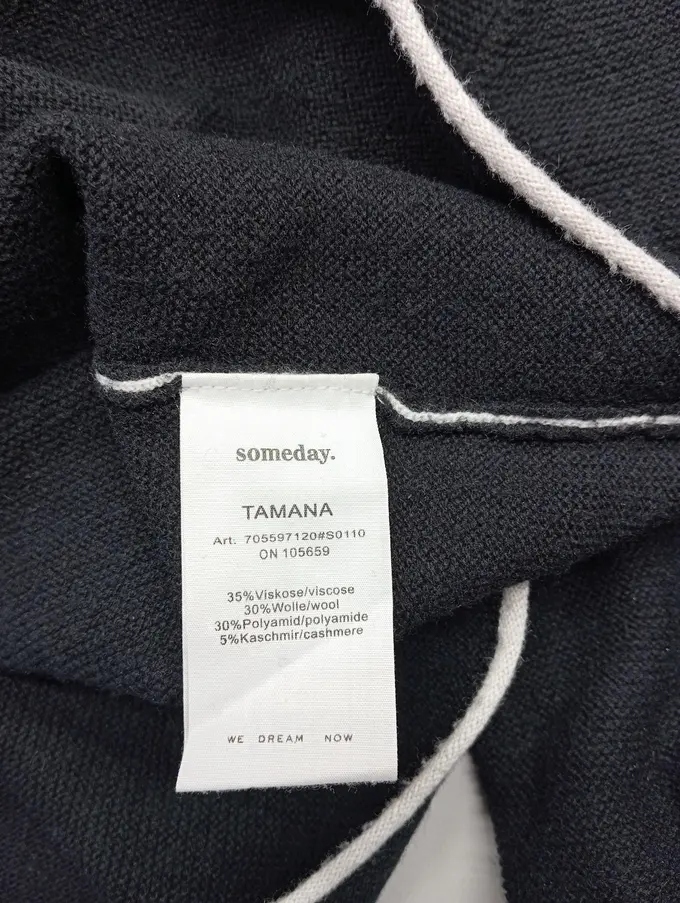 someday.
TAMANA
Art. 705597120#S0110
ON 105659
35%Viskose/viscose
30%Wolle/wool
30%Polyamid/polyamide
5%Kaschmir/cashmere
WE DREAM NOW